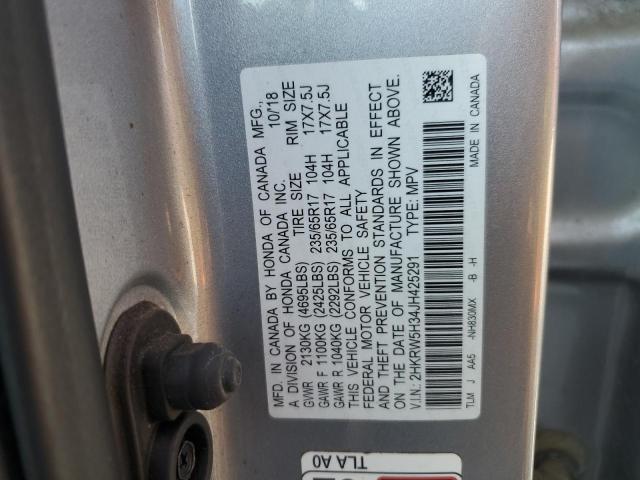 MFD. IN CANADA BY HONDA OF CANADA MFG.,
A DIVISION OF HONDA CANADA INC. 10/18
GVWR 2130KG (4695LBS) TIRE SIZE RIM SIZE
GAWR F 1100KG (2425LBS) 235/65R17 104H 17X7.5J
GAWR R 1040KG (2292LBS) 235/65R17 104H 17X7.5J
THIS VEHICLE CONFORMS TO ALL APPLICABLE
FEDERAL MOTOR VEHICLE SAFETY
AND THEFT PREVENTION STANDARDS IN EFFECT
ON THE DATE OF MANUFACTURE SHOWN ABOVE.
V.I.N: 2HKRW5H34JH425291 TYPE: MPV
TLM J AA5 -NH830MX -B -H MADE IN CANADA
TLA A0